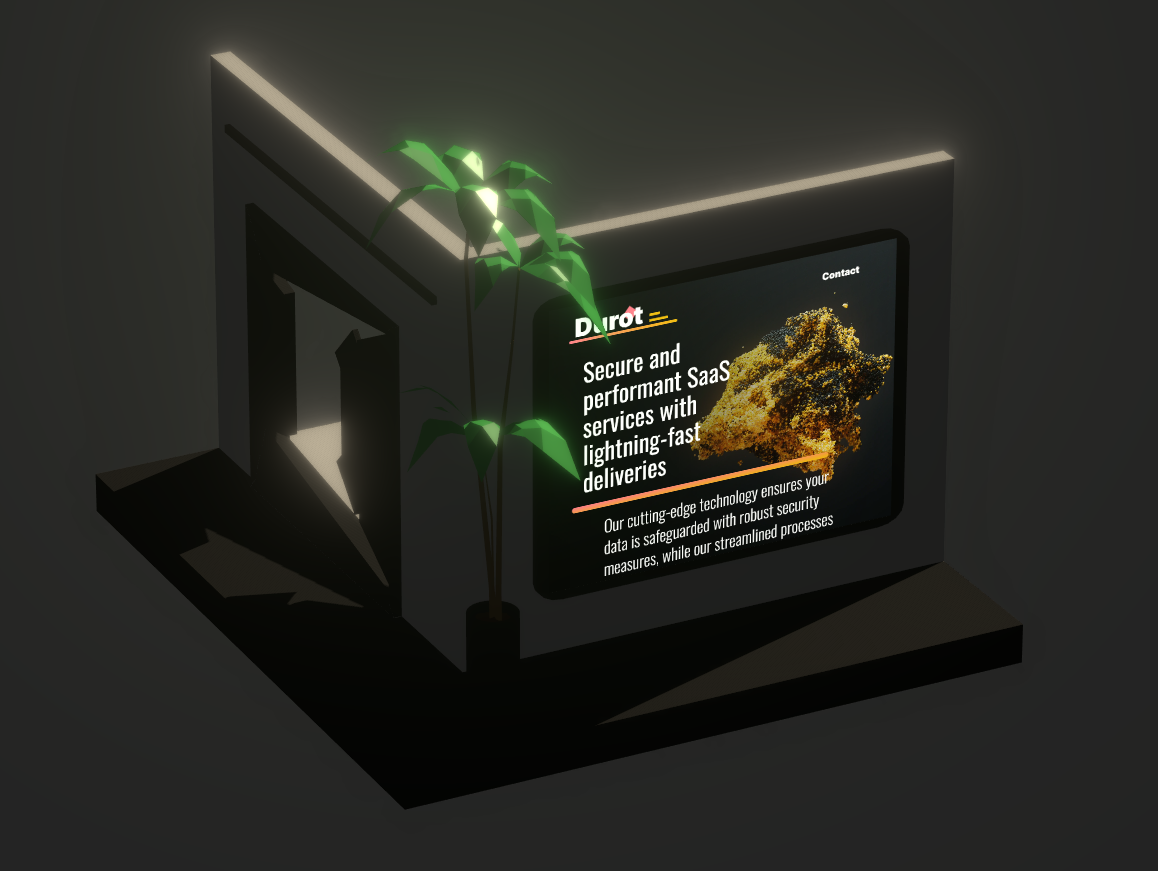 Contact
Durot
Secure and
performant SaaS
services with
lightning-fast
deliveries
Our cutting-edge technology ensures your
data is safeguarded with robust security
measures, while our streamlined processes